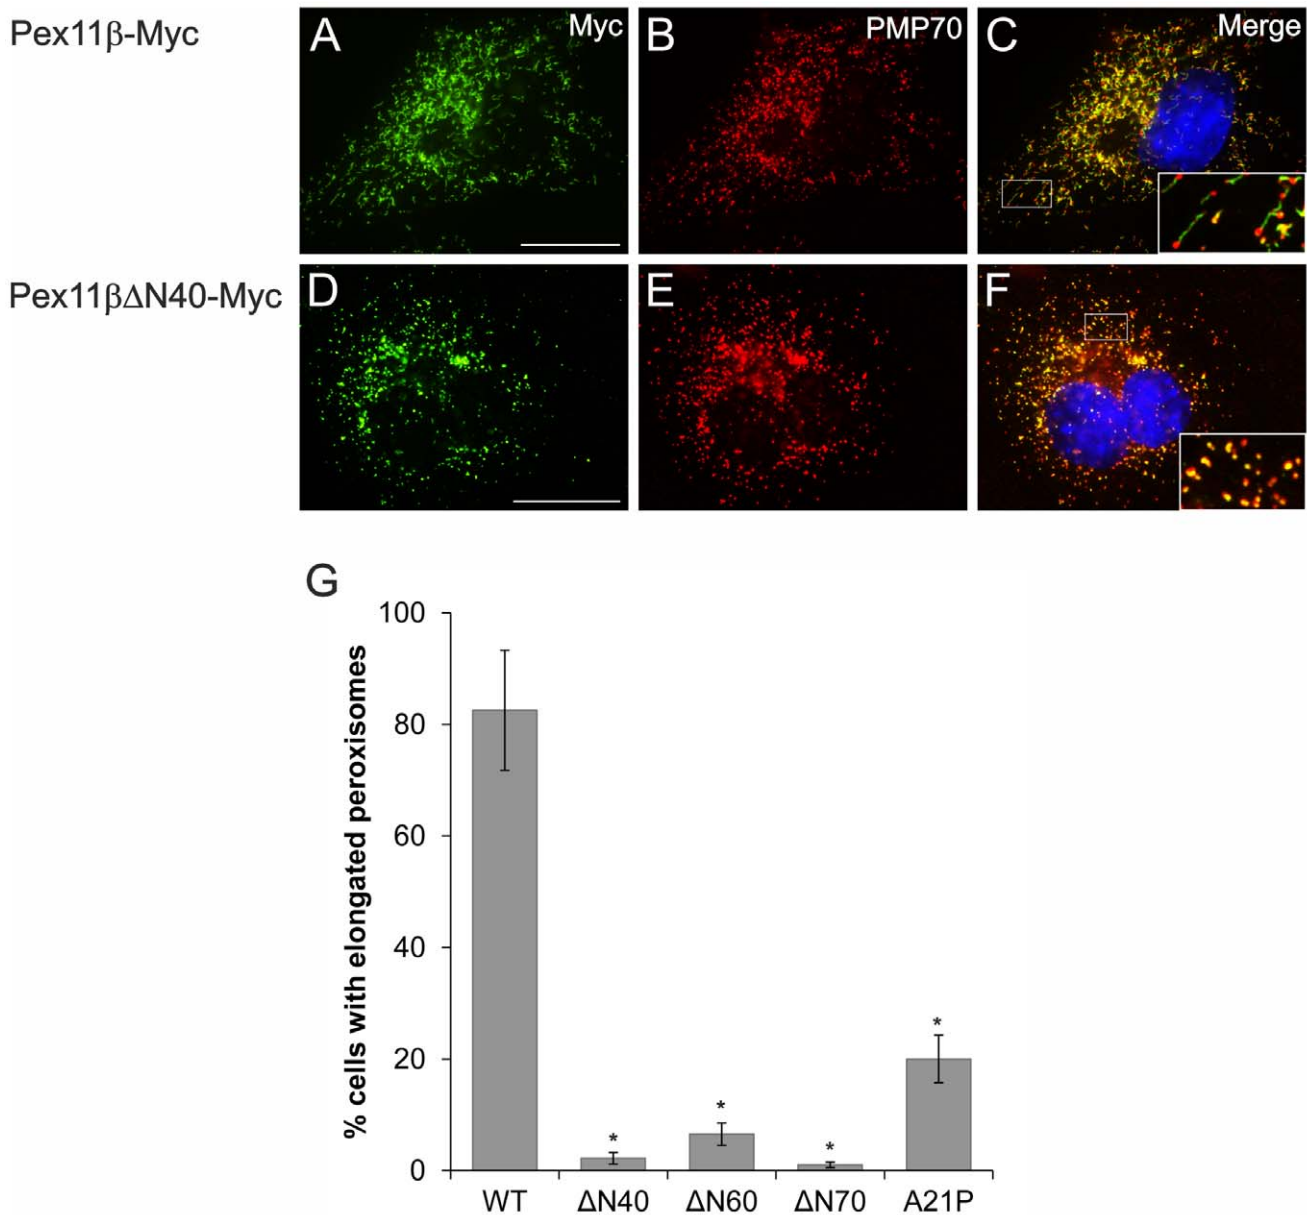 Pex11β-Myc
A Myc
B PMP70
C Merge
Pex11βΔN40-Myc
D
E
F
G
% cells with elongated peroxisomes
100
80
60
40
20
0
*
*
*
*
WT ΔN40 ΔN60 ΔN70 A21P